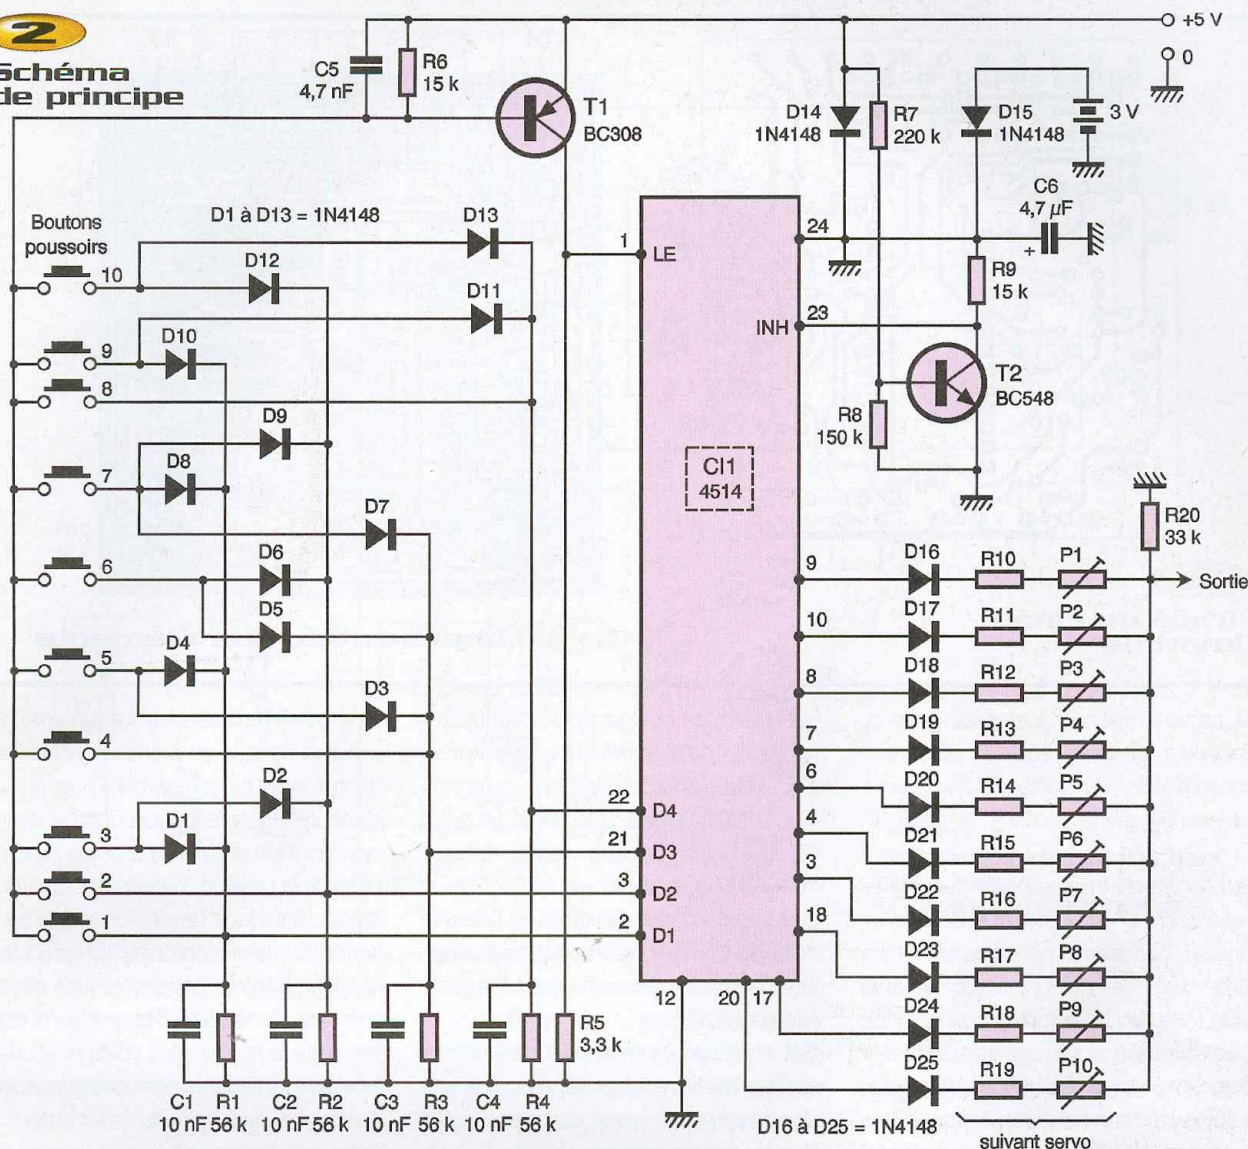 2
Schéma
de principe
+5 V
0
C5
4,7 nF
R6
15 k
T1
BC308
D14
1N4148
R7
220 k
D15
1N4148
3 V
C6
4,7 µF
+
Boutons
poussoirs
D1 à D13 = 1N4148
D13
10
D12
D11
1
LE
24
R9
15 k
INH
23
9
D10
8
T2
BC548
D9
R8
150 k
7
D8
CI1
4514
D7
R20
33 k
6
D6
D5
9
D16
R10
P1
Sortie
10
D17
R11
P2
5
D4
8
D18
R12
P3
D3
7
D19
R13
P4
4
6
D20
R14
P5
D2
22
D4
4
D21
R15
P6
3
D1
21
D3
3
D22
R16
P7
2
3
D2
18
D23
R17
P8
1
2
D1
12
20
17
D24
R18
P9
R5
3,3 k
D25
R19
P10
C1
10 nF
R1
56 k
C2
10 nF
R2
56 k
C3
10 nF
R3
56 k
C4
10 nF
R4
56 k
D16 à D25 = 1N4148
suivant servo